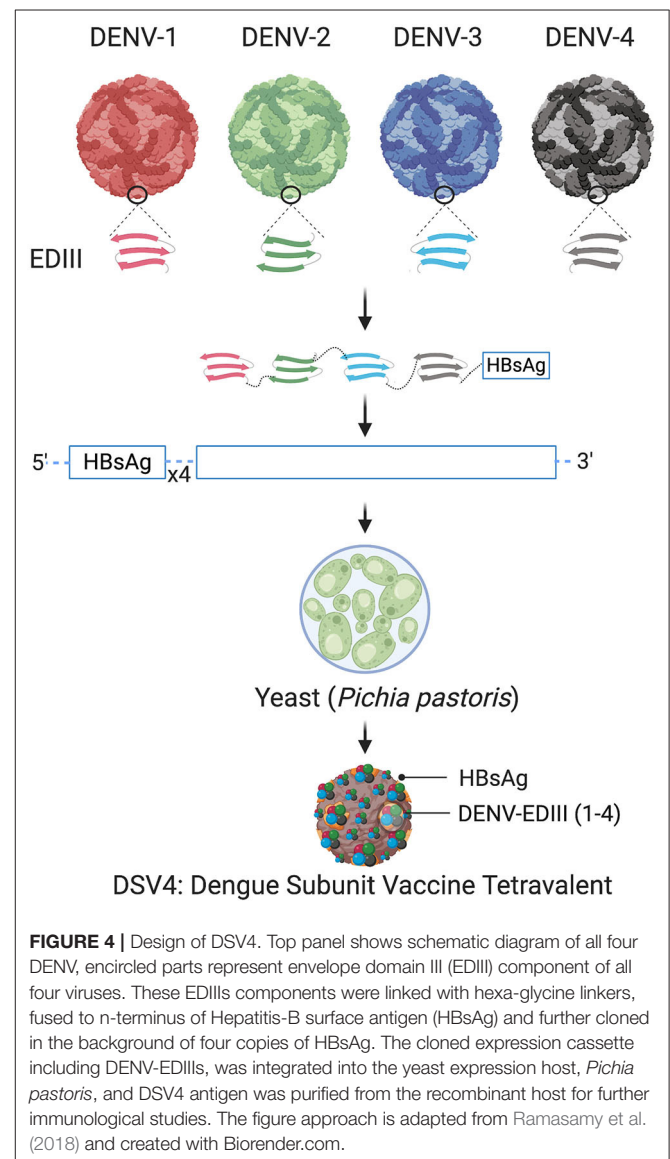 DENV-1 DENV-2 DENV-3 DENV-4
EDIII
HBsAg
5' HBsAg x4 3'
Yeast (Pichia pastoris)
HBsAg
DENV-EDIII (1-4)
DSV4: Dengue Subunit Vaccine Tetravalent
FIGURE 4 | Design of DSV4. Top panel shows schematic diagram of all four
DENV, encircled parts represent envelope domain III (EDIII) component of all
four viruses. These EDIIIs components were linked with hexa-glycine linkers,
fused to n-terminus of Hepatitis-B surface antigen (HBsAg) and further cloned
in the background of four copies of HBsAg. The cloned expression cassette
including DENV-EDIIIs, was integrated into the yeast expression host, Pichia
pastoris, and DSV4 antigen was purified from the recombinant host for further
immunological studies. The figure approach is adapted from Ramasamy et al.
(2018) and created with Biorender.com.